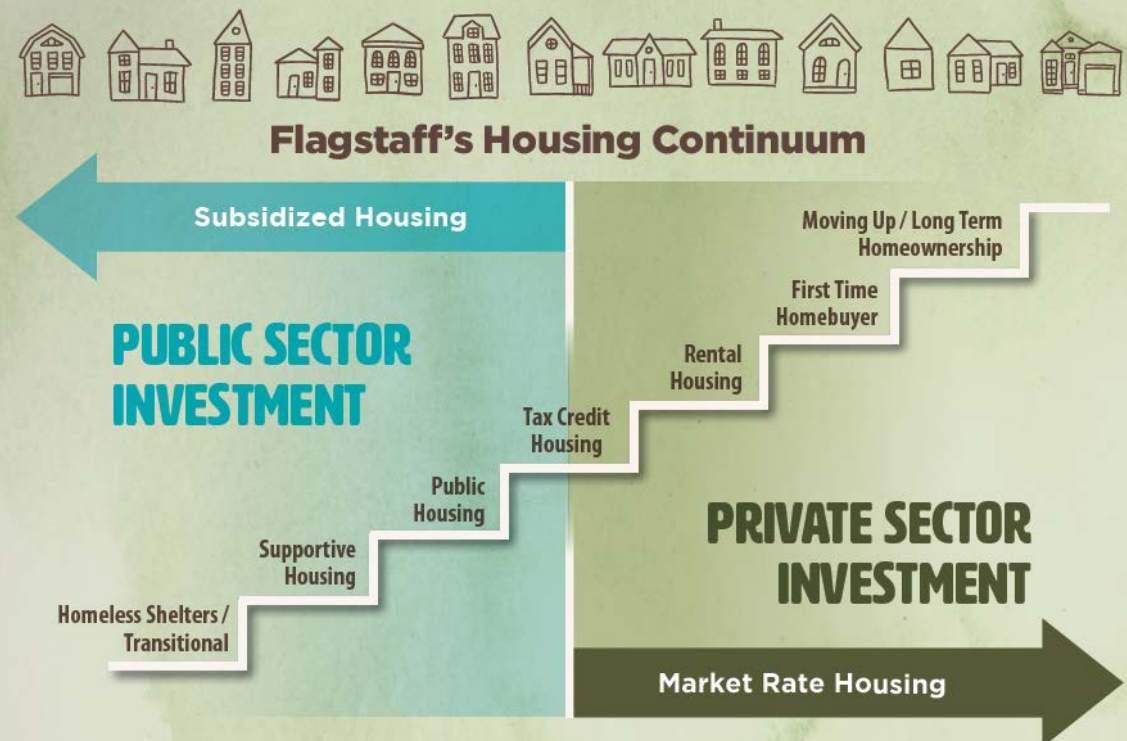 Flagstaff's Housing Continuum
Subsidized Housing
Moving Up / Long Term
Homeownership
First Time
Homebuyer
PUBLIC SECTOR
INVESTMENT
Rental
Housing
Tax Credit
Housing
Public
Housing
PRIVATE SECTOR
INVESTMENT
Supportive
Housing
Homeless Shelters /
Transitional
Market Rate Housing